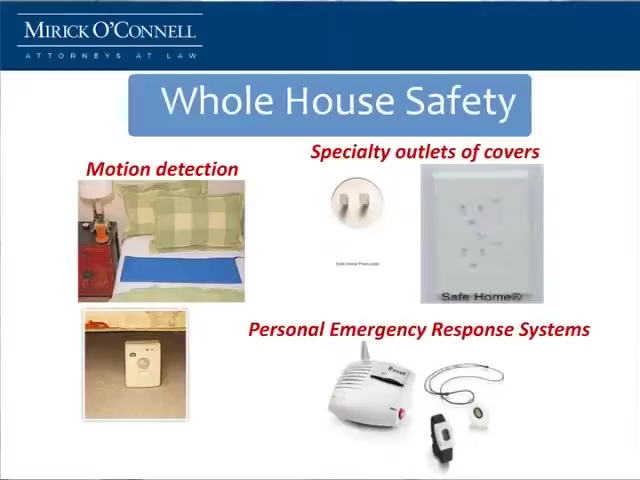 MIRICK O'CONNELL
ATTORNEYS AT LAW
Whole House Safety
Specialty outlets of covers
Motion detection
Safe Home®
Personal Emergency Response Systems